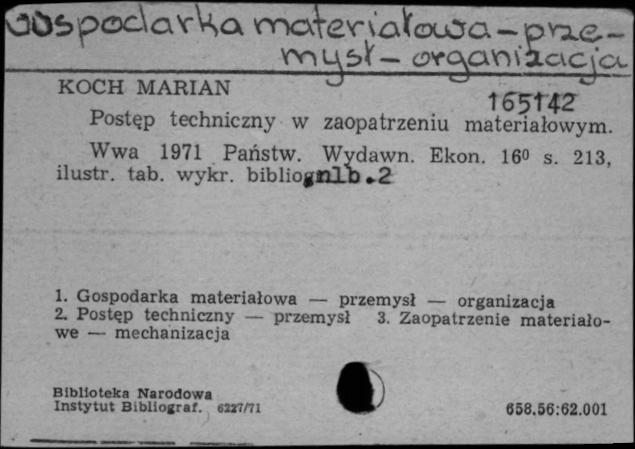 Gospodarka materiałowa – prze-
mysł – organizacja
KOCH MARIAN
165142
Postęp techniczny w zaopatrzeniu materiałowym.
Wwa 1971 Państw. Wydawn. Ekon. 16⁰ s. 213,
ilustr. tab. wykr. bibliog nlb.2
1. Gospodarka materiałowa — przemysł — organizacja
2. Postęp techniczny — przemysł 3. Zaopatrzenie materiało-
we — mechanizacja
Biblioteka Narodowa
Instytut Bibliograf. 6227/71
658.56:62.001